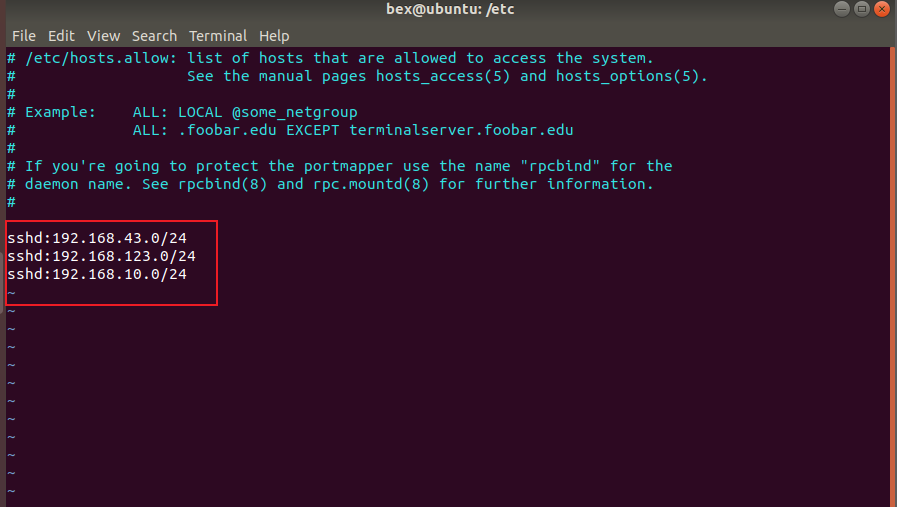 bex@ubuntu: /etc
File Edit View Search Terminal Help
# /etc/hosts.allow: list of hosts that are allowed to access the system.
#                   See the manual pages hosts_access(5) and hosts_options(5).
#
# Example:    ALL: LOCAL @some_netgroup
#             ALL: .foobar.edu EXCEPT terminalserver.foobar.edu
#
# If you're going to protect the portmapper use the name "rpcbind" for the
# daemon name. See rpcbind(8) and rpc.mountd(8) for further information.
#
sshd:192.168.43.0/24
sshd:192.168.123.0/24
sshd:192.168.10.0/24
~
~
~
~
~
~
~
~
~
~
~
~